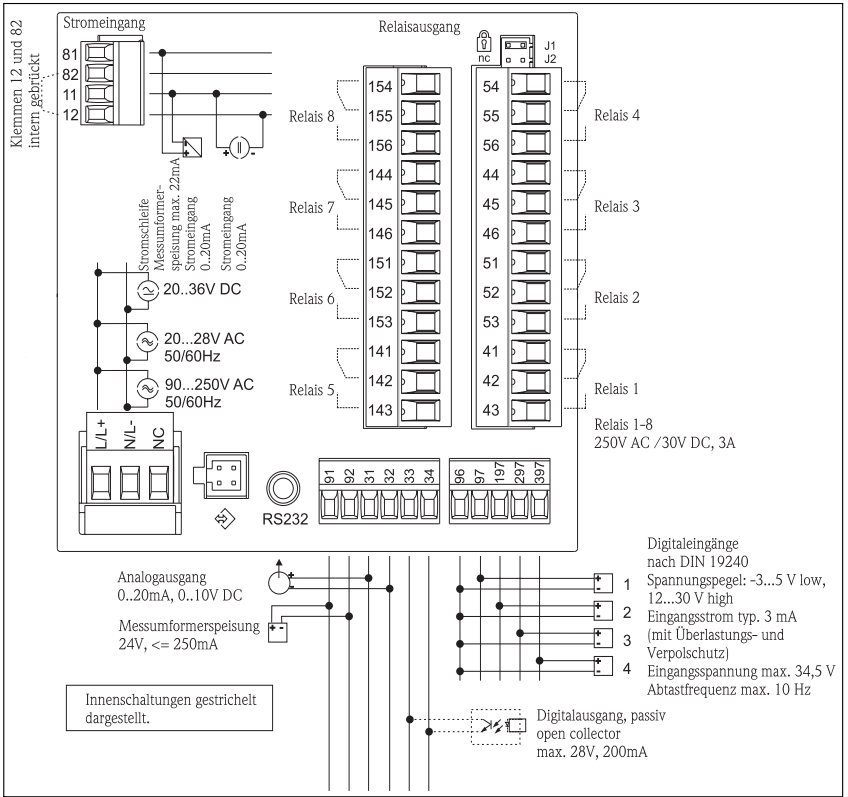 Klemmen 12 und 82
intern gebrückt
Stromeingang
81
82
11
12
+
-
+
-
Stromschleife
Messumformer-
speisung max. 22mA
Stromeingang
0..20mA
Stromeingang
0..20mA
Relaisausgang
nc
J1
J2
154
155
156
144
145
146
151
152
153
141
142
143
Relais 8
Relais 7
Relais 6
Relais 5
54
55
56
44
45
46
51
52
53
41
42
43
Relais 4
Relais 3
Relais 2
Relais 1
Relais 1-8
250V AC /30V DC, 3A
20..36V DC
20...28V AC
50/60Hz
90...250V AC
50/60Hz
L/L+
N/L-
NC
RS232
91
92
31
32
33
34
96
97
197
297
397
Analogausgang
0..20mA, 0..10V DC
+
-
Messumformerspeisung
24V, <= 250mA
+ -
Innenschaltungen gestrichelt
dargestellt.
+
-
1
+
-
2
+
-
3
+
-
4
Digitaleingänge
nach DIN 19240
Spannungspegel: -3...5 V low,
12...30 V high
Eingangsstrom typ. 3 mA
(mit Überlastungs- und
Verpolschutz)
Eingangsspannung max. 34,5 V
Abtastfrequenz max. 10 Hz
Digitalausgang, passiv
open collector
max. 28V, 200mA